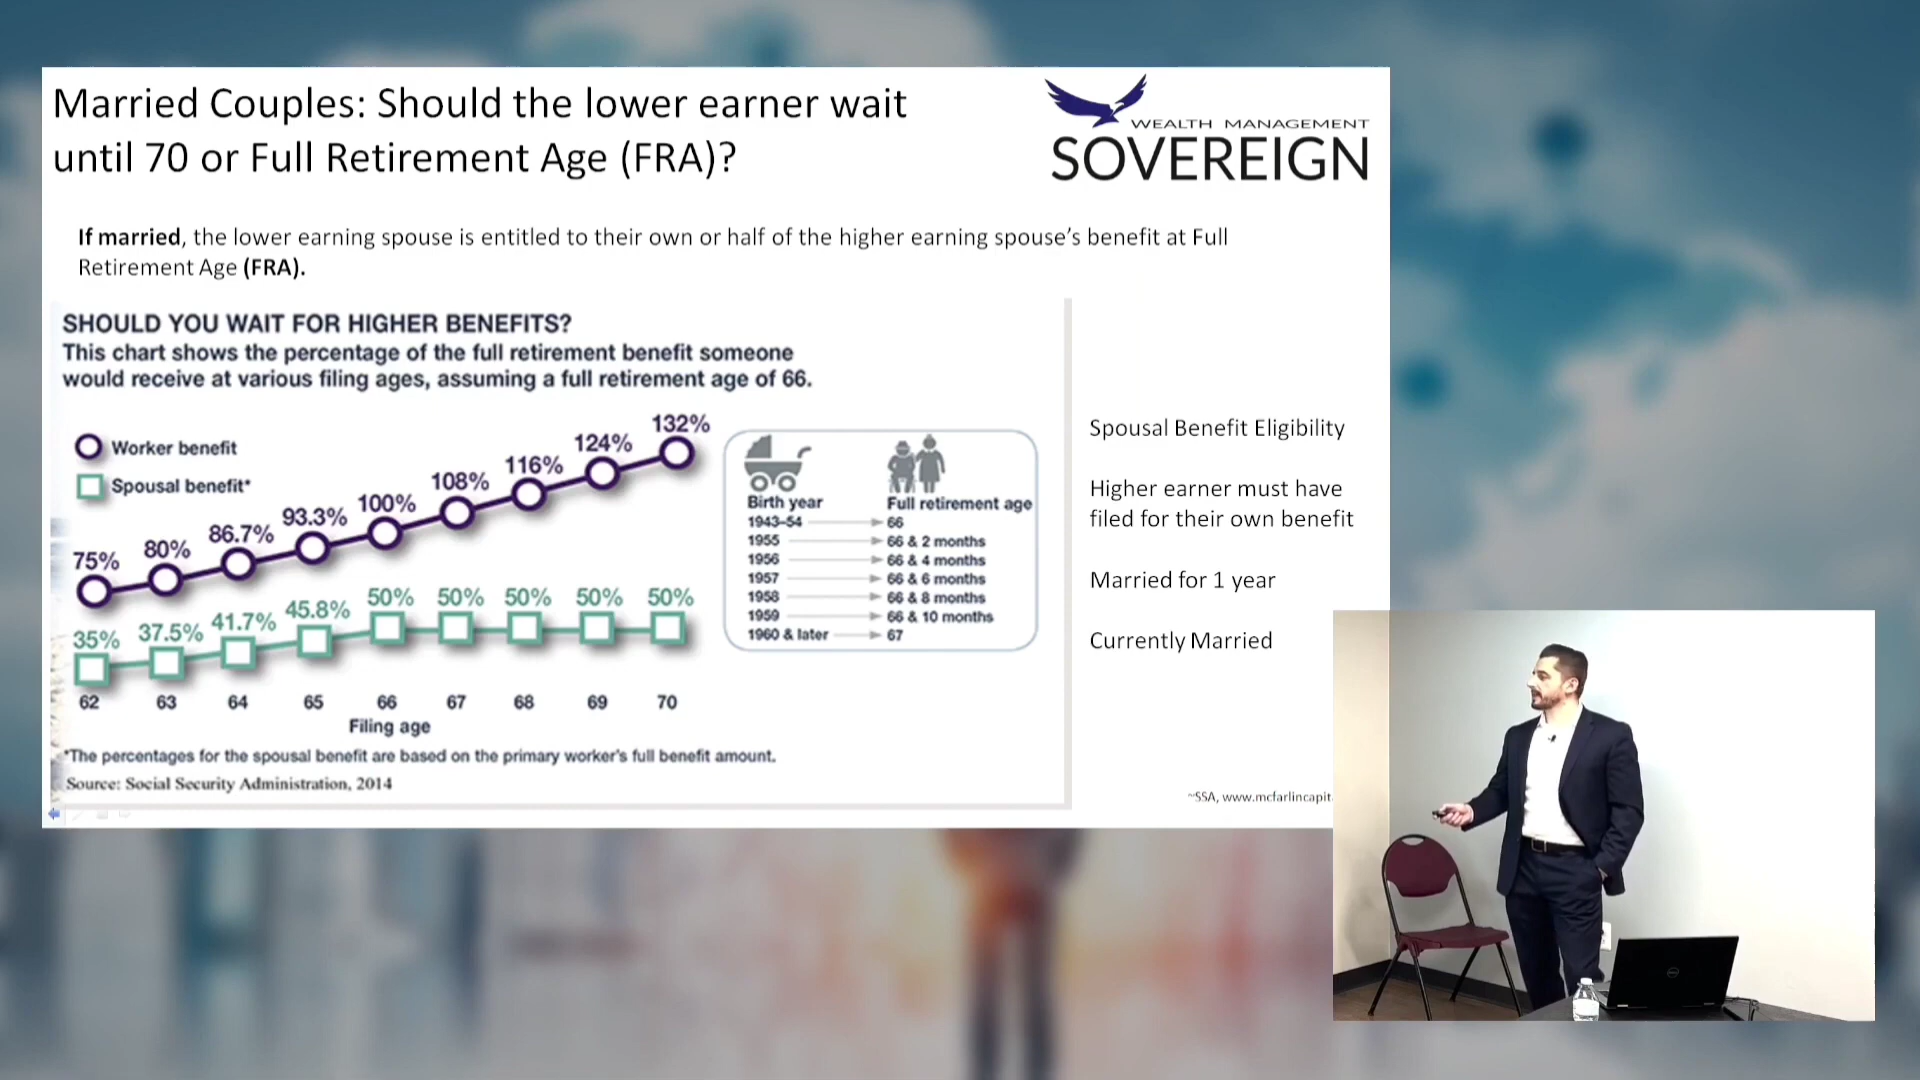 Married Couples: Should the lower earner wait
until 70 or Full Retirement Age (FRA)?
WEALTH MANAGEMENT
SOVEREIGN
If married, the lower earning spouse is entitled to their own or half of the higher earning spouse's benefit at Full
Retirement Age (FRA).
SHOULD YOU WAIT FOR HIGHER BENEFITS?
This chart shows the percentage of the full retirement benefit someone
would receive at various filing ages, assuming a full retirement age of 66.
Worker benefit
Spousal benefit*
75% 80% 86.7% 93.3% 100% 108% 116% 124% 132%
35% 37.5% 41.7% 45.8% 50% 50% 50% 50% 50%
62 63 64 65 66 67 68 69 70
Filing age
Birth year Full retirement age
1943-54 66
1955 66 & 2 months
1956 66 & 4 months
1957 66 & 6 months
1958 66 & 8 months
1959 66 & 10 months
1960 & later 67
*The percentages for the spousal benefit are based on the primary worker's full benefit amount.
Source: Social Security Administration, 2014
Spousal Benefit Eligibility
Higher earner must have
filed for their own benefit
Married for 1 year
Currently Married
~SSA, www.mcfarlincapit